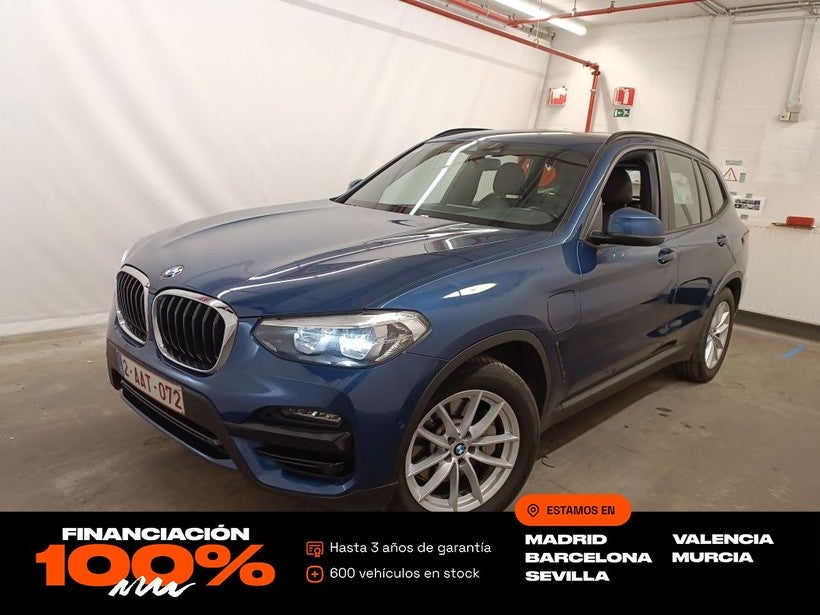 2-AAT-072
ESTAMOS EN
FINANCIACIÓN
100%
Hasta 3 años de garantía
600 vehículos en stock
MADRID
BARCELONA
SEVILLA
VALENCIA
MURCIA